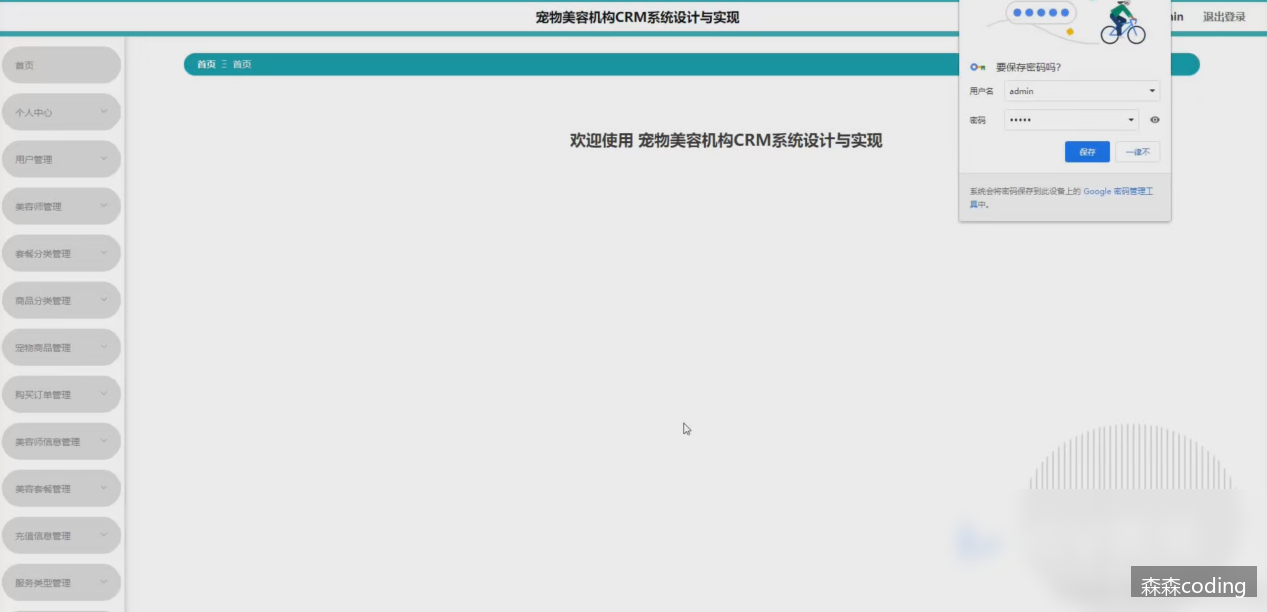 宠物美容机构CRM系统设计与实现
in
退出登录
首页
个人中心
用户管理
美容师管理
套餐分类管理
商品分类管理
宠物商品管理
购买订单管理
美容师信息管理
美容套餐管理
充值信息管理
服务类型管理
首页 首页
欢迎使用 宠物美容机构CRM系统设计与实现
要保存密码吗?
用户名 admin
密码 •••••
保存 一律不
系统会将密码保存到此设备上的 Google 密码管理工
具中。
森森coding